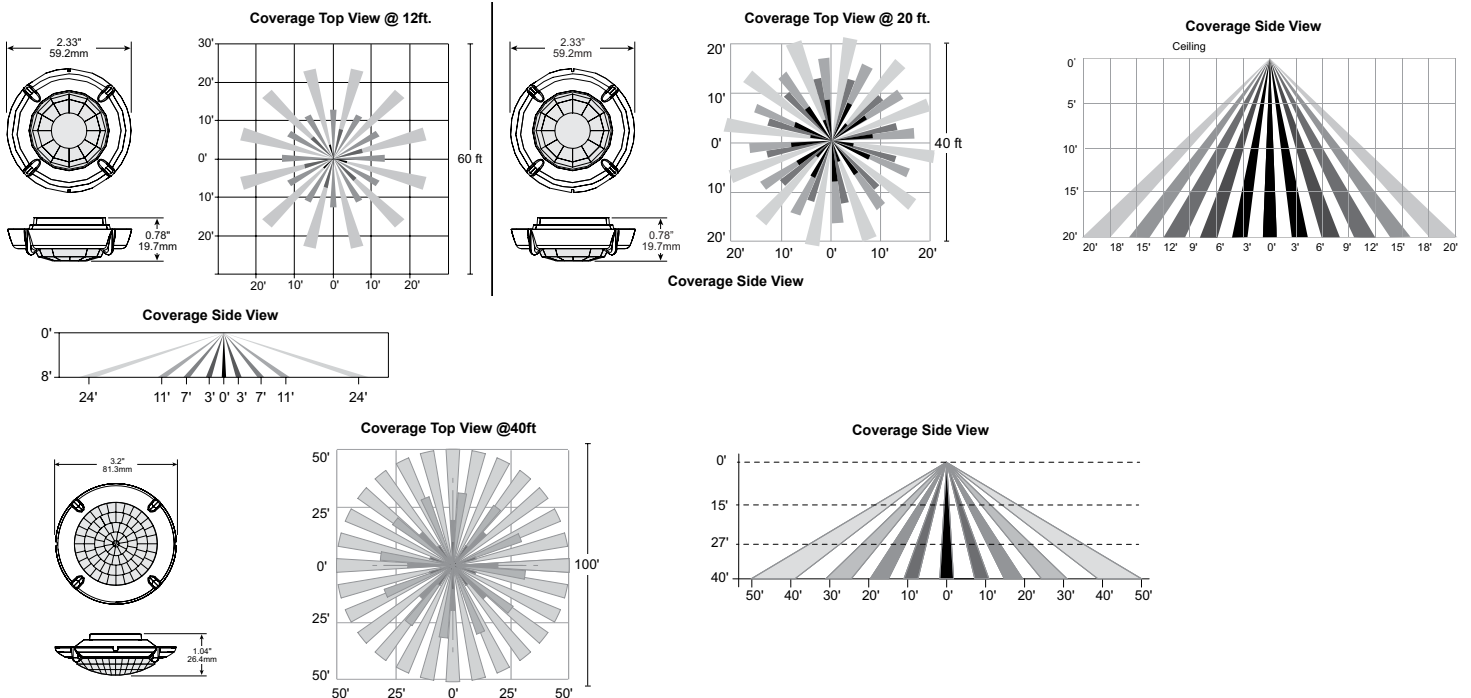 Coverage Top View @ 12ft.
2.33"
59.2mm
30'
20'
10'
0'
10'
20'
60 ft
20' 10' 0' 10' 20'
0.78"
19.7mm
Coverage Top View @ 20 ft.
2.33"
59.2mm
20'
10'
0'
10'
20'
40 ft
20' 10' 0' 10' 20'
0.78"
19.7mm
Coverage Side View
Coverage Side View
Ceiling
0'
5'
10'
15'
20'
20' 18' 15' 12' 9' 6' 3' 0' 3' 6' 9' 12' 15' 18' 20'
Coverage Side View
0'
8'
24' 11' 7' 3' 0' 3' 7' 11' 24'
3.2"
81.3mm
1.04"
26.4mm
Coverage Top View @40ft
50'
25'
0'
25'
50'
100'
50' 25' 0' 25' 50'
Coverage Side View
0'
15'
27'
40'
50' 40' 30' 20' 10' 0' 10' 20' 30' 40' 50'